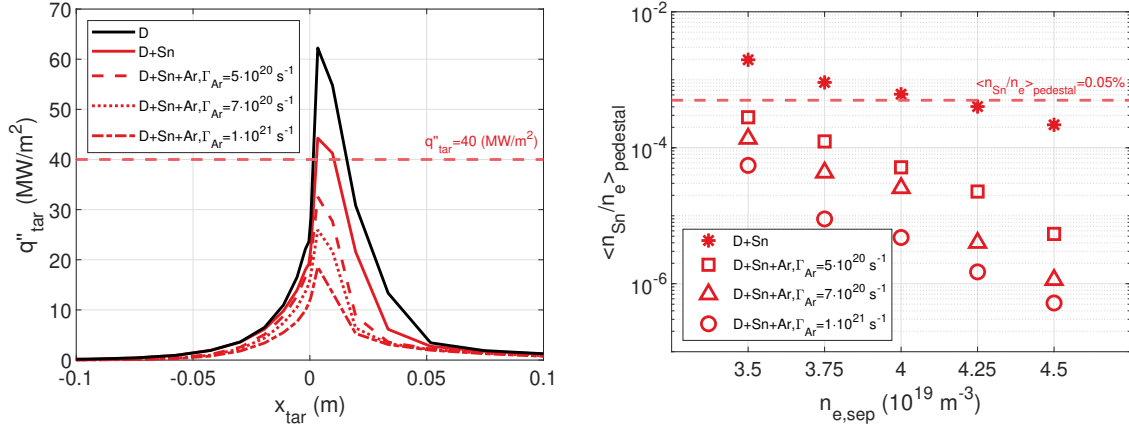 70
60
50
40
30
20
10
0
-0.1
-0.05
0
0.05
0.1
q''tar (MW/m²)
xtar (m)
D
D+Sn
D+Sn+Ar,ΓAr=5·10²⁰ s⁻¹
D+Sn+Ar,ΓAr=7·10²⁰ s⁻¹
D+Sn+Ar,ΓAr=1·10²¹ s⁻¹
q''tar=40 (MW/m²)
10⁻²
10⁻⁴
10⁻⁶
3.5
3.75
4
4.25
4.5
<nSn/ne>pedestal
ne,sep (10¹⁹ m⁻³)
<nSn/ne>pedestal=0.05%
D+Sn
D+Sn+Ar,ΓAr=5·10²⁰ s⁻¹
D+Sn+Ar,ΓAr=7·10²⁰ s⁻¹
D+Sn+Ar,ΓAr=1·10²¹ s⁻¹